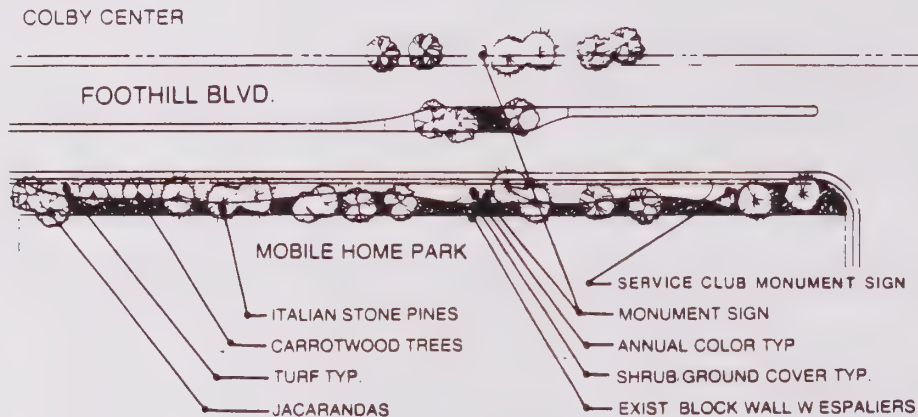 COLBY CENTER
FOOTHILL BLVD.
MOBILE HOME PARK
ITALIAN STONE PINES
CARROTWOOD TREES
TURF TYP.
JACARANDAS
SERVICE CLUB MONUMENT SIGN
MONUMENT SIGN
ANNUAL COLOR TYP
SHRUB GROUND COVER TYP.
EXIST BLOCK WALL W ESPALIERS